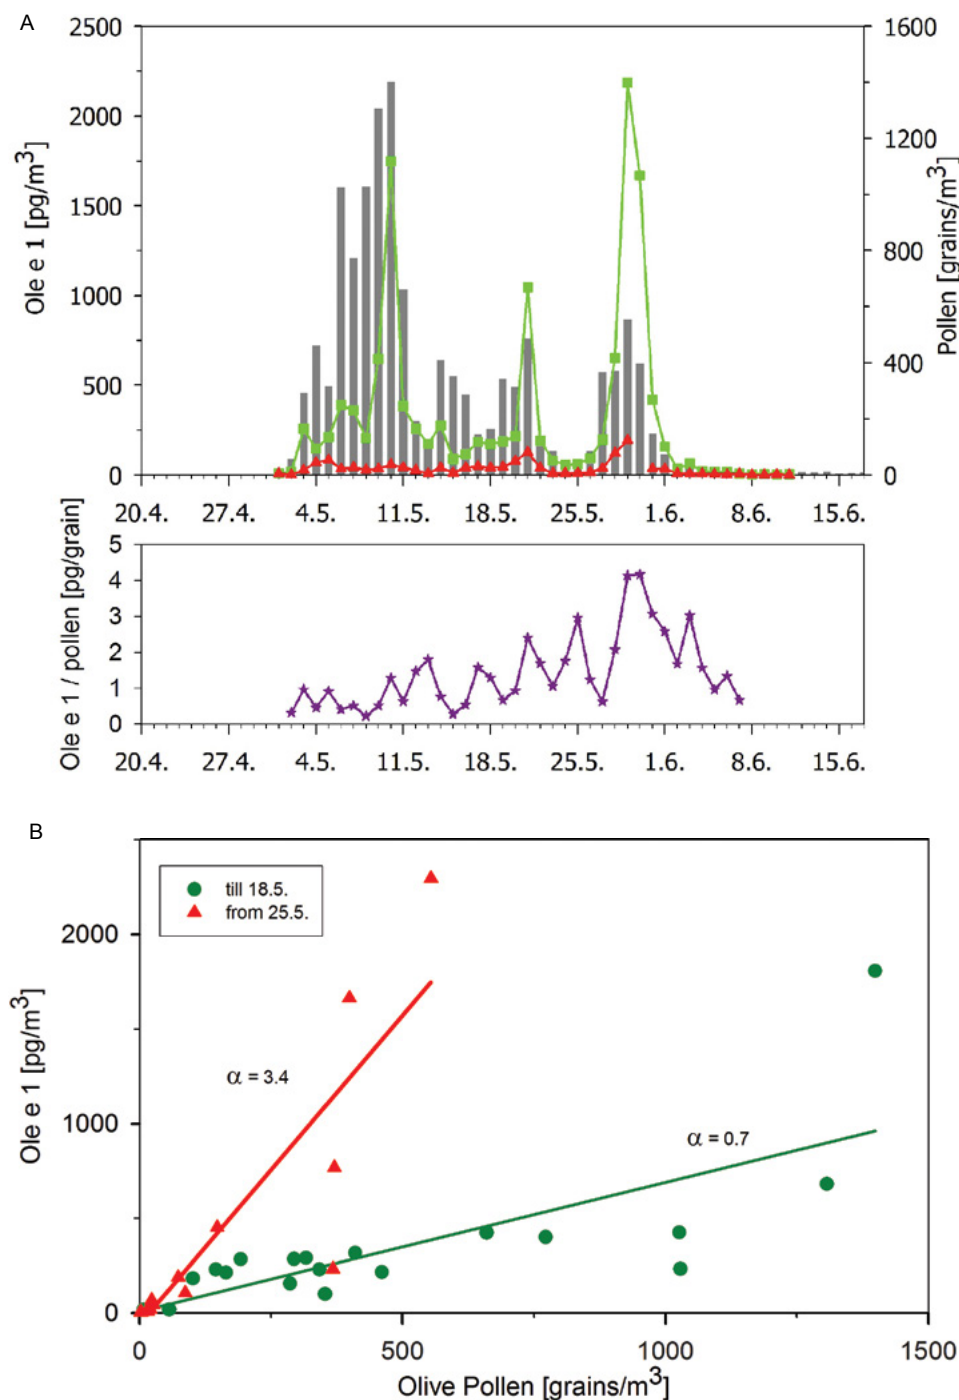 A
2500
2000
1500
1000
500
0
Ole e 1 [pg/m³]
1600
1200
800
400
0
Pollen [grains/m³]
20.4. 27.4. 4.5. 11.5. 18.5. 25.5. 1.6. 8.6. 15.6.
5
4
3
2
1
0
Ole e 1 / pollen [pg/grain]
20.4. 27.4. 4.5. 11.5. 18.5. 25.5. 1.6. 8.6. 15.6.
B
till 18.5.
from 25.5.
2000
1000
0
Ole e 1 [pg/m³]
α = 3.4
α = 0.7
0 500 1000 1500
Olive Pollen [grains/m³]